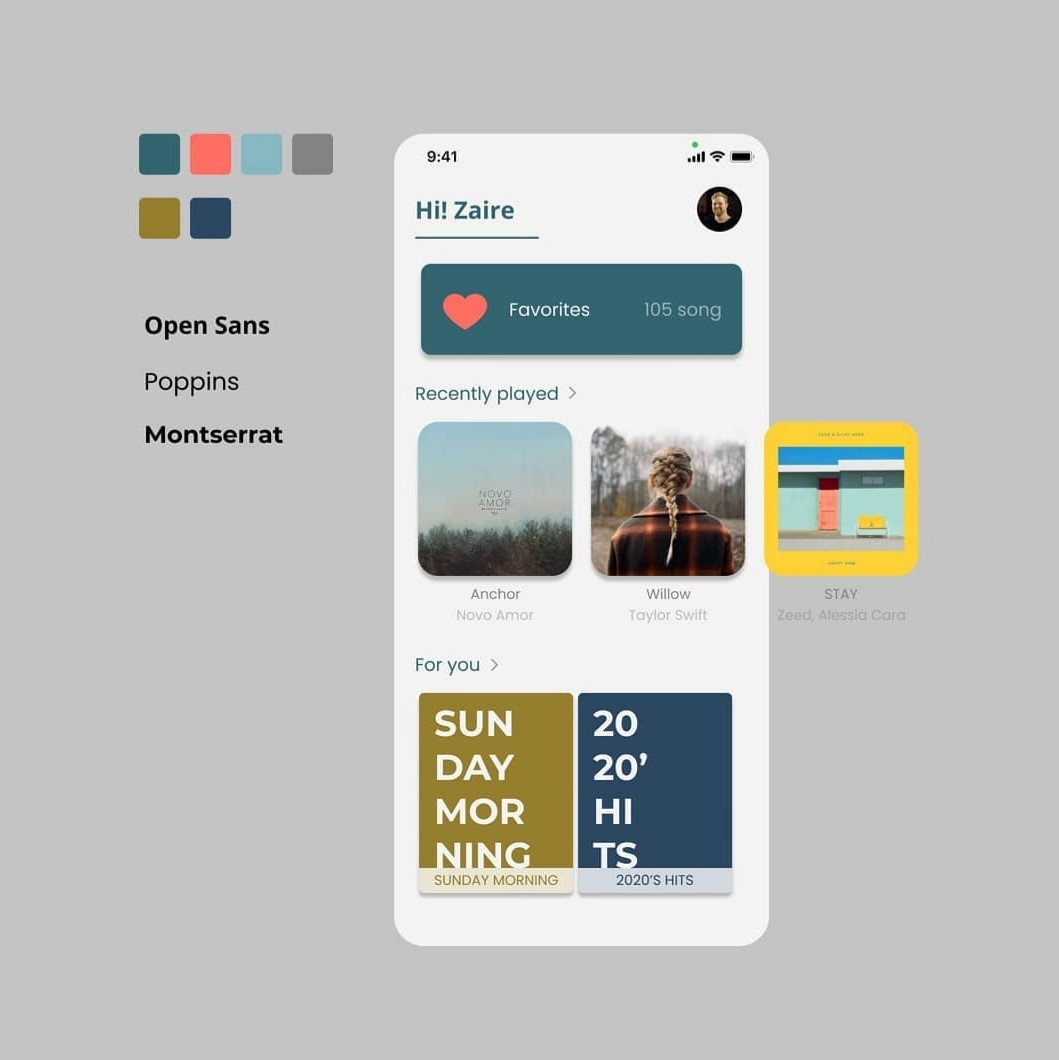 9:41
Hi! Zaire
Favorites 105 song
Open Sans
Poppins
Montserrat
Recently played >
NOVO
AMOR
Anchor
Novo Amor
Willow
Taylor Swift
STAY
Zeed, Alessia Cara
For you >
SUN
DAY
MOR
NING
SUNDAY MORNING
20
20’
HI
TS
2020’S HITS